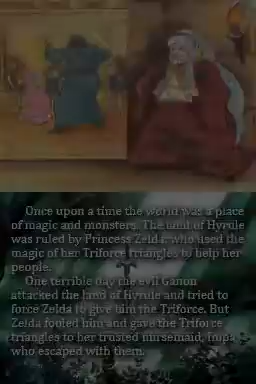 Once upon a time the world was a place
of magic and monsters. The land of Hyrule
was ruled by Princess Zelda who used the
magic of her Triforce triangles to help her
people.
One terrible day the evil Ganon
attacked the land of Hyrule and tried to
force Zelda to give him the Triforce. But
Zelda fooled him and gave the Triforce
triangles to her trusted nursemaid, Impa
who escaped with them.